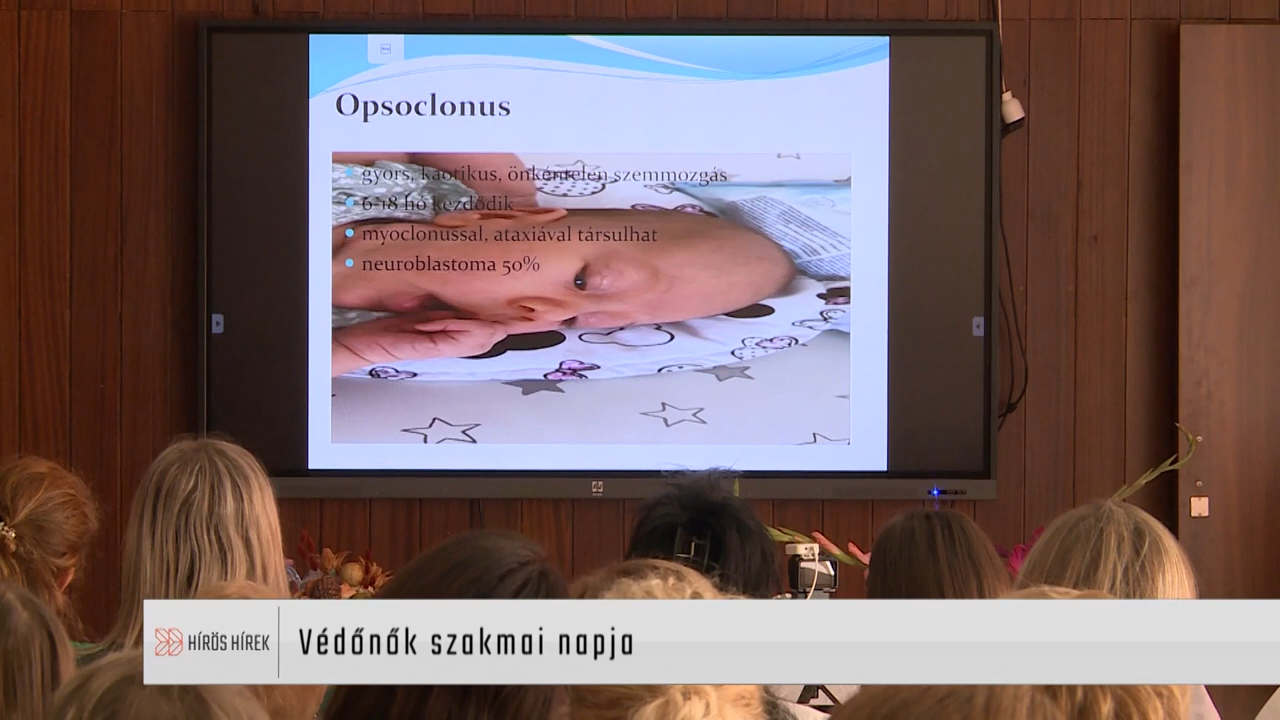 Opsoclonus
gyors, kaotikus, önkéntelen szemmozgás
6-18 hó kezdődik
myoclonussal, ataxiával társulhat
neuroblastoma 50%
HÍRÖS HÍREK
Védőnők szakmai napja